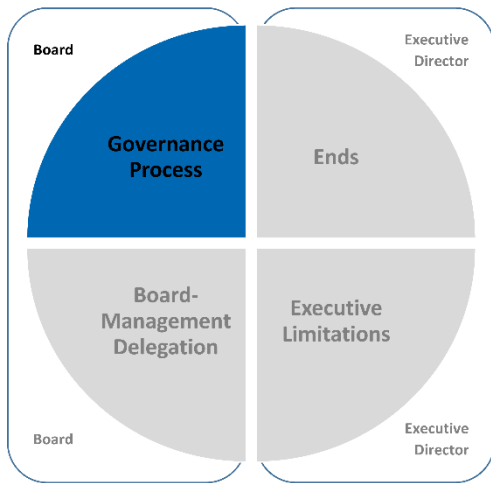 Board
Executive
Director
Governance
Process
Ends
Board-
Management
Delegation
Executive
Limitations
Board
Executive
Director